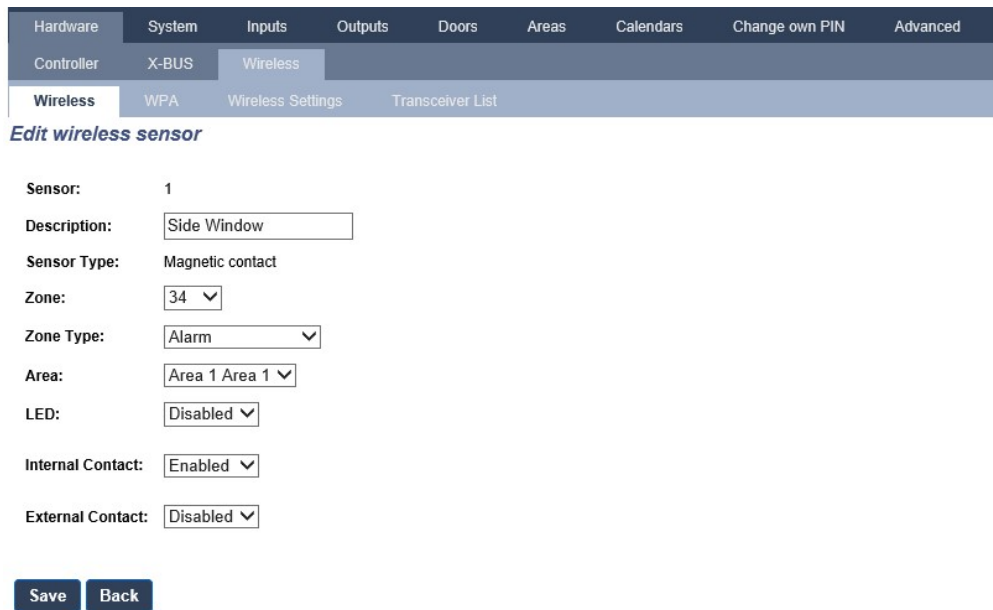 Hardware System Inputs Outputs Doors Areas Calendars Change own PIN Advanced
Controller X-BUS Wireless
Wireless WPA Wireless Settings Transceiver List
Edit wireless sensor
Sensor: 1
Description: Side Window
Sensor Type: Magnetic contact
Zone: 34
Zone Type: Alarm
Area: Area 1 Area 1
LED: Disabled
Internal Contact: Enabled
External Contact: Disabled
Save Back